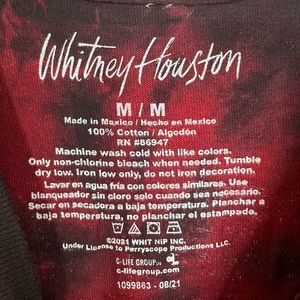 Whitney Houston
M / M
Made in Mexico / Hecho en Mexico
100% Cotton / Algodón
RN #86947
Machine wash cold with like colors.
Only non-chlorine bleach when needed. Tumble
dry low. Iron low only, do not iron decoration.
Lavar en agua fría con colores similares. Use
blanqueador sin cloro solo cuando sea necesario.
Secar en secadora a baja temperatura. Planchar a
baja temperatura, no planchar el estampado.
©2021 WHIT NIP INC.
Under License to Perryscope Productions LLC.
C-LIFE GROUP
c-lifegroup.com
1099863 - 08/21